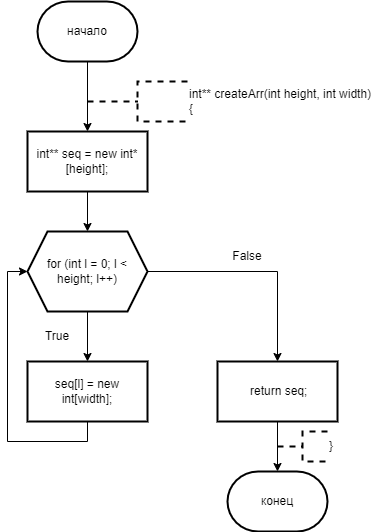 начало
int** createArr(int height, int width)
{
int** seq = new int*
[height];
for (int I = 0; I <
height; I++)
False
True
seq[I] = new
int[width];
return seq;
}
конец